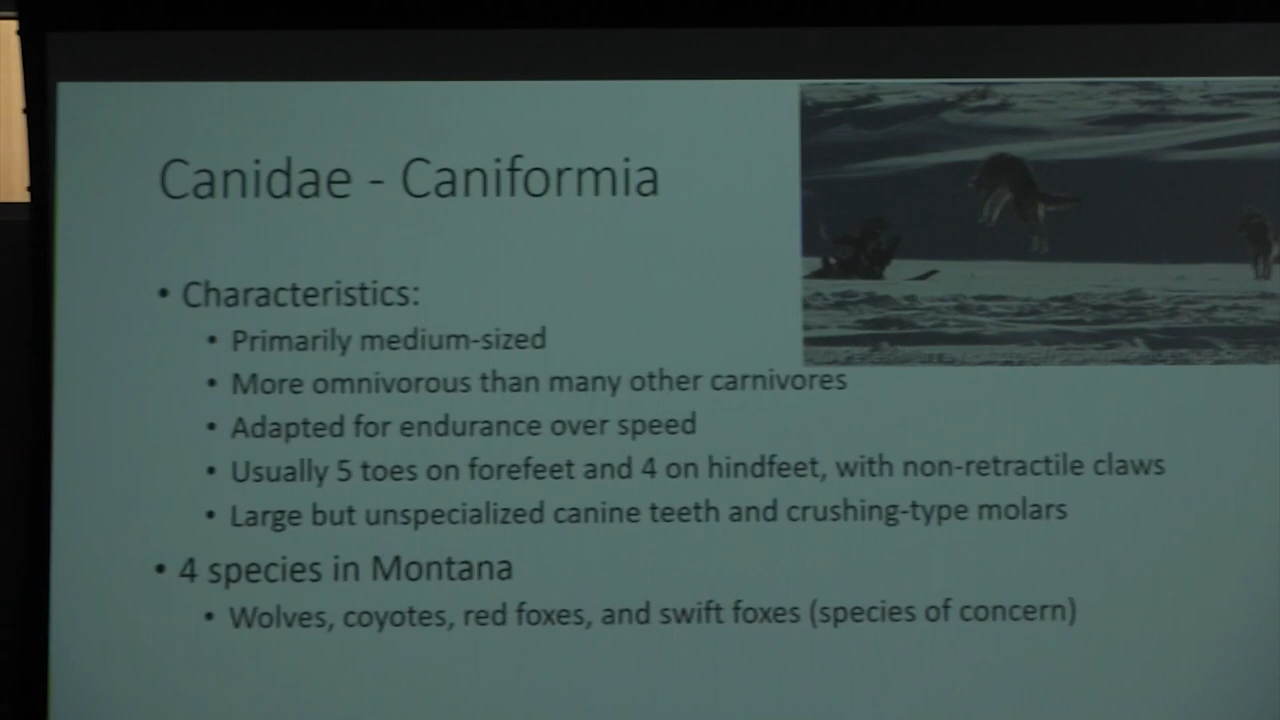 Canidae - Caniformia
• Characteristics:
• Primarily medium-sized
• More omnivorous than many other carnivores
• Adapted for endurance over speed
• Usually 5 toes on forefeet and 4 on hindfeet, with non-retractile claws
• Large but unspecialized canine teeth and crushing-type molars
• 4 species in Montana
• Wolves, coyotes, red foxes, and swift foxes (species of concern)